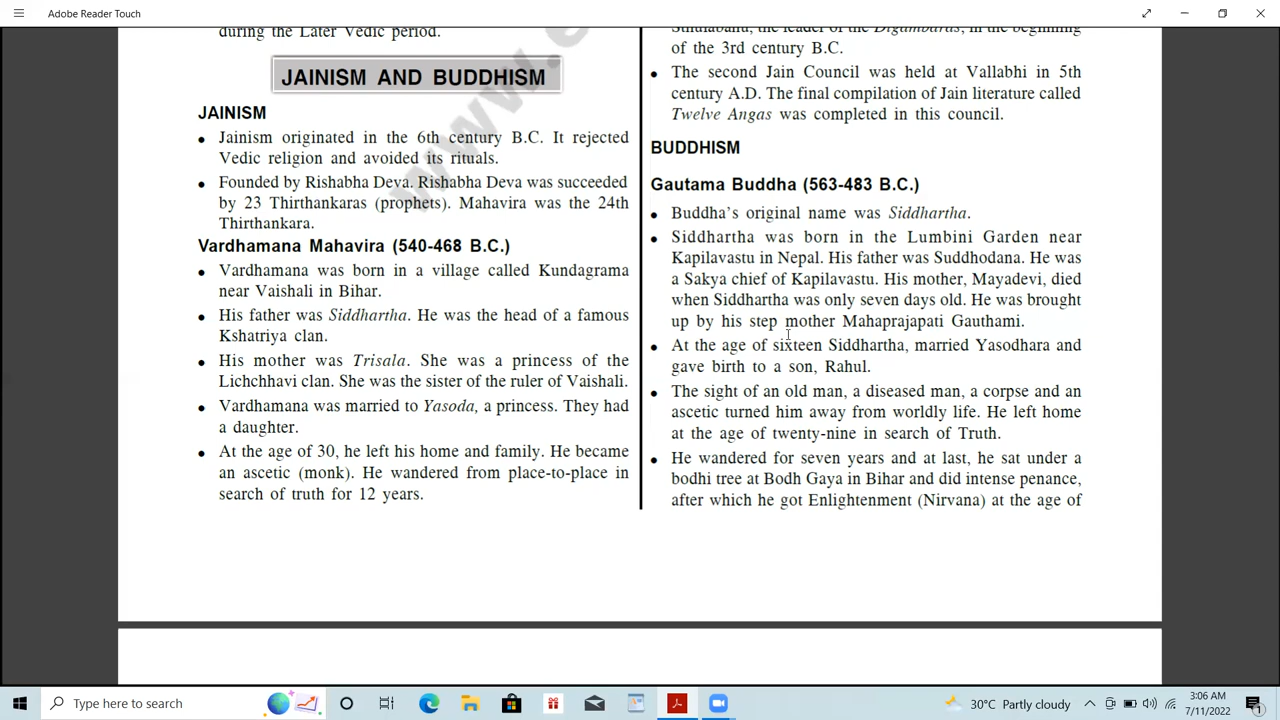 Adobe Reader Touch
during the Later Vedic period.
JAINISM AND BUDDHISM
JAINISM
• Jainism originated in the 6th century B.C. It rejected
Vedic religion and avoided its rituals.
• Founded by Rishabha Deva. Rishabha Deva was succeeded
by 23 Thirthankaras (prophets). Mahavira was the 24th
Thirthankara.
Vardhamana Mahavira (540-468 B.C.)
• Vardhamana was born in a village called Kundagrama
near Vaishali in Bihar.
• His father was Siddhartha. He was the head of a famous
Kshatriya clan.
• His mother was Trisala. She was a princess of the
Lichchhavi clan. She was the sister of the ruler of Vaishali.
• Vardhamana was married to Yasoda, a princess. They had
a daughter.
• At the age of 30, he left his home and family. He became
an ascetic (monk). He wandered from place-to-place in
search of truth for 12 years.
www.e
the leader of the Digambaras, in the beginning
of the 3rd century B.C.
• The second Jain Council was held at Vallabhi in 5th
century A.D. The final compilation of Jain literature called
Twelve Angas was completed in this council.
BUDDHISM
Gautama Buddha (563-483 B.C.)
• Buddha's original name was Siddhartha.
• Siddhartha was born in the Lumbini Garden near
Kapilavastu in Nepal. His father was Suddhodana. He was
a Sakya chief of Kapilavastu. His mother, Mayadevi, died
when Siddhartha was only seven days old. He was brought
up by his step mother Mahaprajapati Gauthami.
• At the age of sixteen Siddhartha, married Yasodhara and
gave birth to a son, Rahul.
• The sight of an old man, a diseased man, a corpse and an
ascetic turned him away from worldly life. He left home
at the age of twenty-nine in search of Truth.
• He wandered for seven years and at last, he sat under a
bodhi tree at Bodh Gaya in Bihar and did intense penance,
after which he got Enlightenment (Nirvana) at the age of
Type here to search
30°C Partly cloudy
3:06 AM
7/11/2022
1